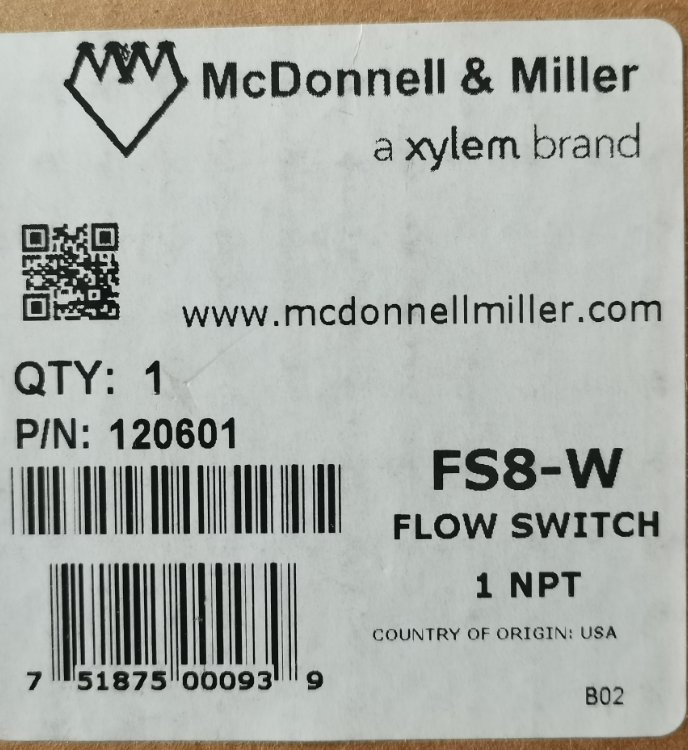 McDonnell & Miller
a xylem brand
www.mcdonnellmiller.com
QTY: 1
P/N: 120601
FS8-W
FLOW SWITCH
1 NPT
COUNTRY OF ORIGIN: USA
7 51875 00093 9
B02